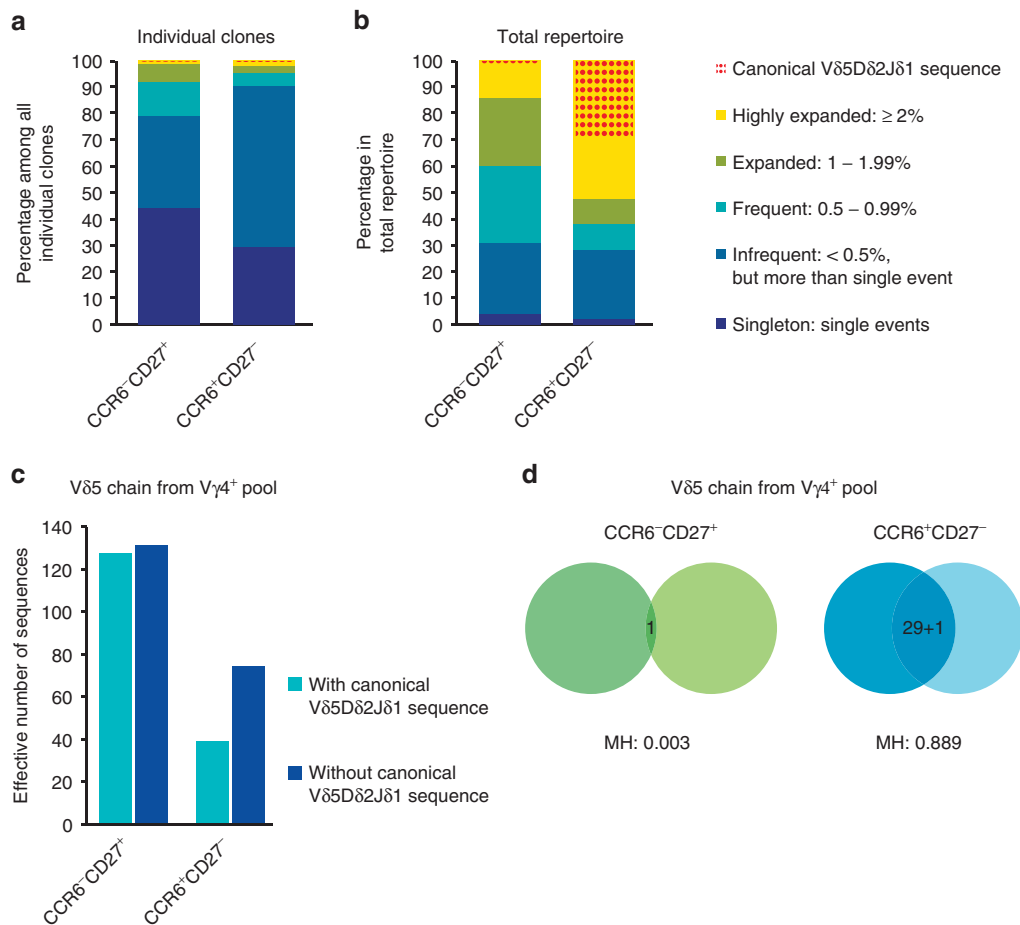 a
Individual clones
Percentage among all
individual clones
100
90
80
70
60
50
40
30
20
10
0
CCR6⁻CD27⁺
CCR6⁺CD27⁻
b
Total repertoire
Percentage in
total repertoire
100
90
80
70
60
50
40
30
20
10
0
CCR6⁻CD27⁺
CCR6⁺CD27⁻
Canonical Vδ5Dδ2Jδ1 sequence
Highly expanded: ≥ 2%
Expanded: 1 – 1.99%
Frequent: 0.5 – 0.99%
Infrequent: < 0.5%,
but more than single event
Singleton: single events
c
Vδ5 chain from Vγ4⁺ pool
Effective number of sequences
140
120
100
80
60
40
20
0
CCR6⁻CD27⁺
CCR6⁺CD27⁻
With canonical
Vδ5Dδ2Jδ1 sequence
Without canonical
Vδ5Dδ2Jδ1 sequence
d
Vδ5 chain from Vγ4⁺ pool
CCR6⁻CD27⁺
CCR6⁺CD27⁻
1
29+1
MH: 0.003
MH: 0.889